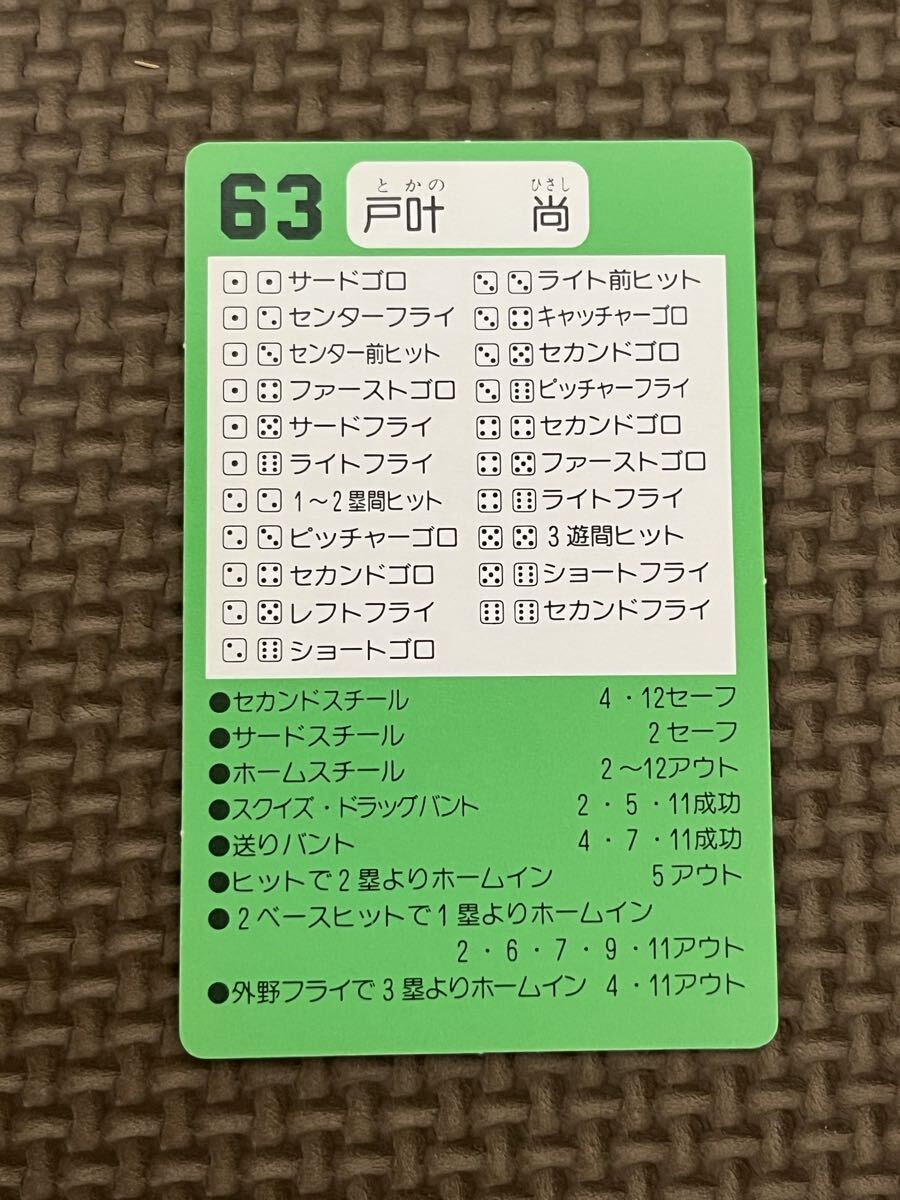 63 戸叶 尚
とかの ひさし
⚀⚀サードゴロ
⚀⚁センターフライ
⚀⚂センター前ヒット
⚀⚃ファーストゴロ
⚀⚄サードフライ
⚀⚅ライトフライ
⚁⚁1〜2塁間ヒット
⚁⚂ピッチャーゴロ
⚁⚃セカンドゴロ
⚁⚄レフトフライ
⚁⚅ショートゴロ
⚂⚂ライト前ヒット
⚂⚃キャッチャーゴロ
⚂⚄セカンドゴロ
⚂⚅ピッチャーフライ
⚃⚃セカンドゴロ
⚃⚄ファーストゴロ
⚃⚅ライトフライ
⚄⚄3遊間ヒット
⚄⚅ショートフライ
⚅⚅セカンドフライ
●セカンドスチール 4・12セーフ
●サードスチール 2セーフ
●ホームスチール 2〜12アウト
●スクイズ・ドラッグバント 2・5・11成功
●送りバント 4・7・11成功
●ヒットで2塁よりホームイン 5アウト
●2ベースヒットで1塁よりホームイン
2・6・7・9・11アウト
●外野フライで3塁よりホームイン 4・11アウト